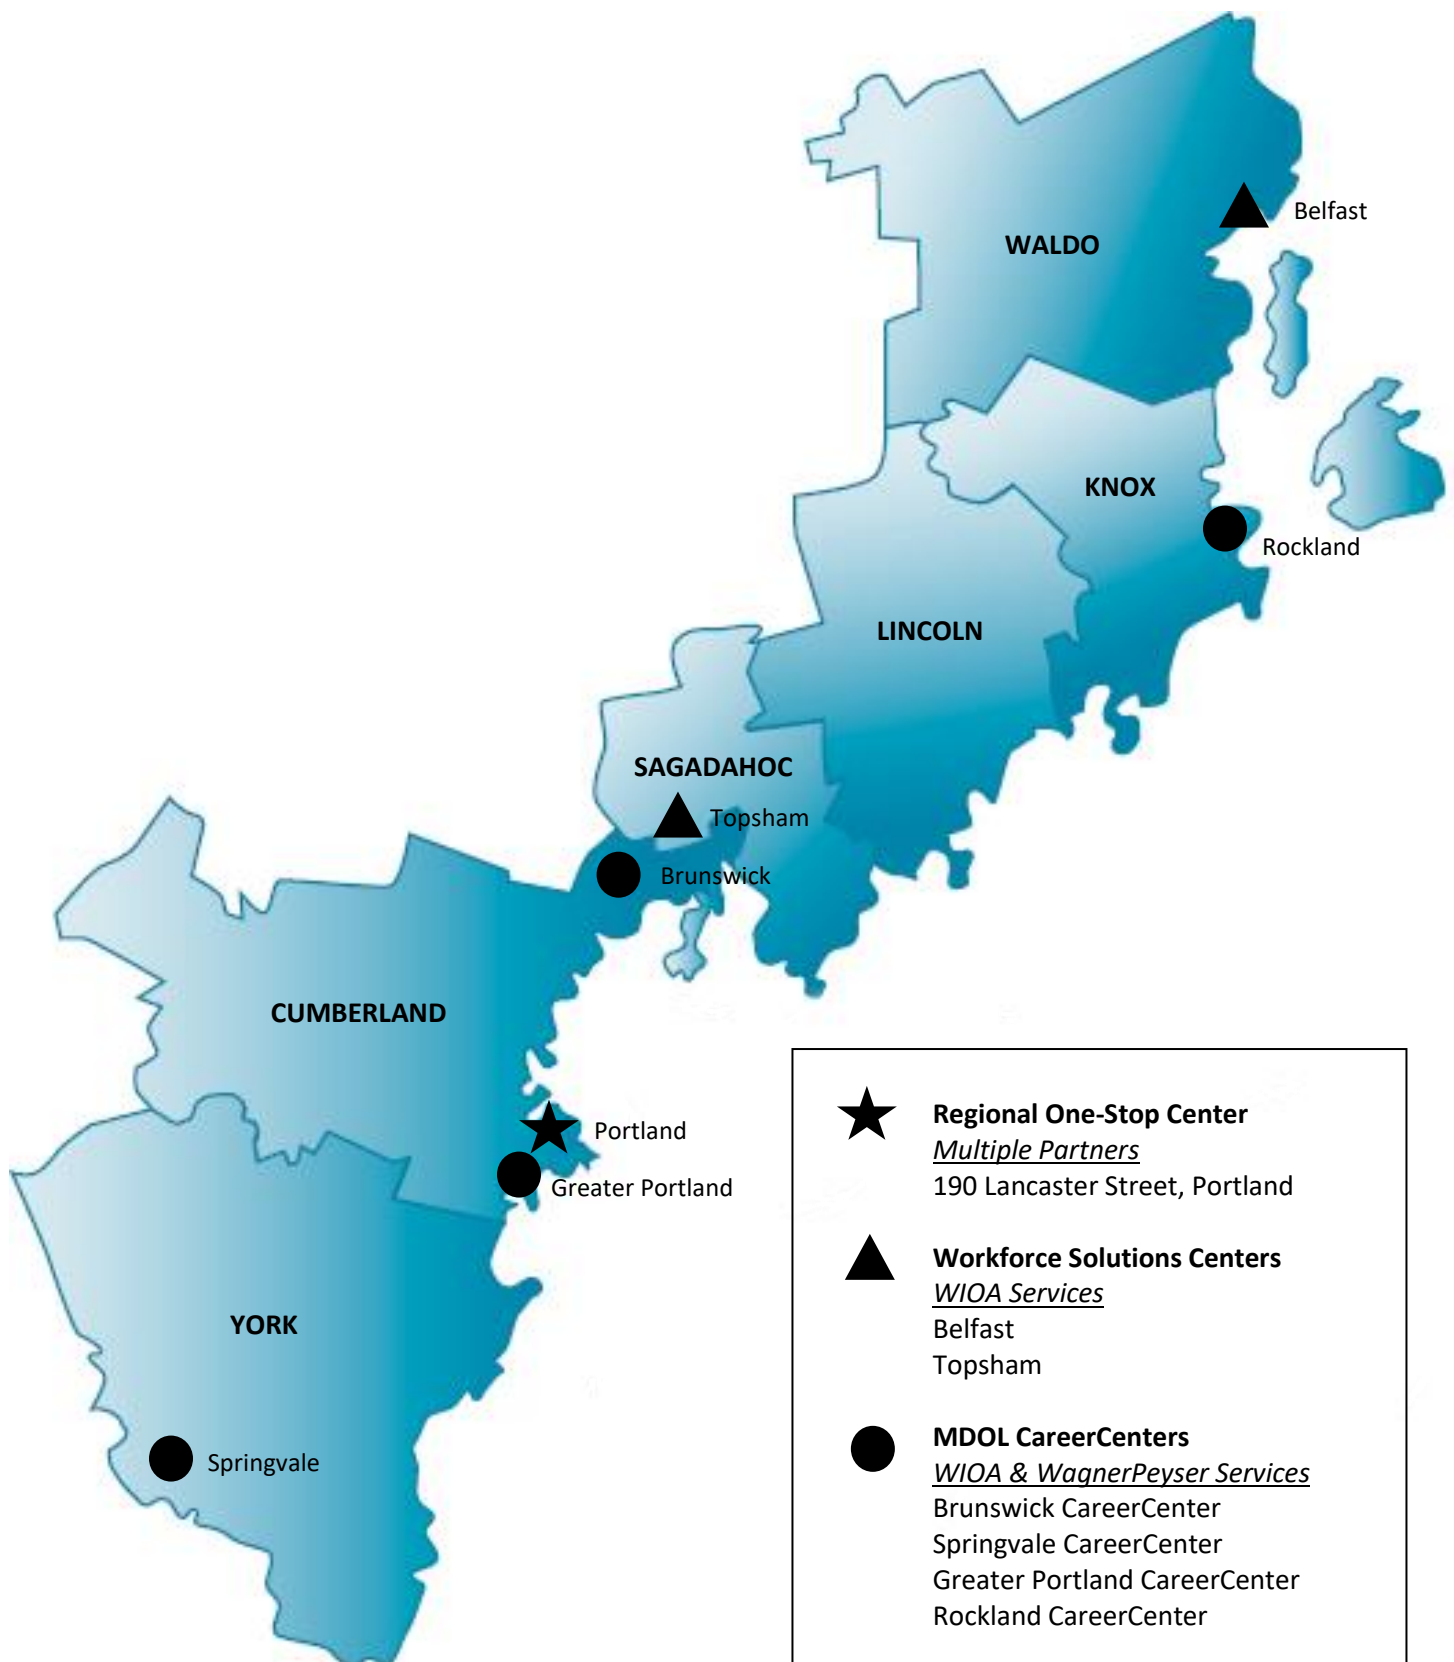 Belfast
WALDO
KNOX
Rockland
LINCOLN
SAGADAHOC
Topsham
Brunswick
CUMBERLAND
Portland
Greater Portland
YORK
Springvale
Regional One-Stop Center
Multiple Partners
190 Lancaster Street, Portland
Workforce Solutions Centers
WIOA Services
Belfast
Topsham
MDOL CareerCenters
WIOA & WagnerPeyser Services
Brunswick CareerCenter
Springvale CareerCenter
Greater Portland CareerCenter
Rockland CareerCenter